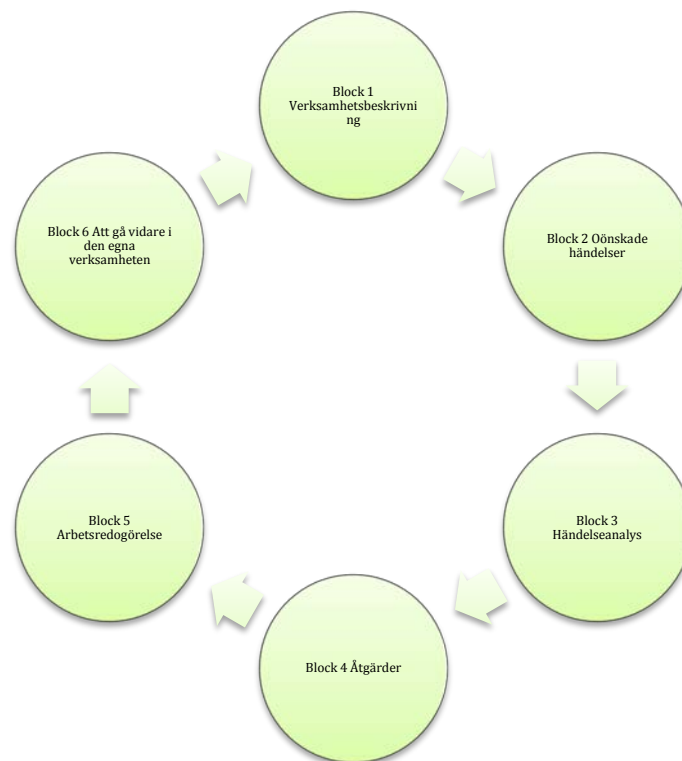 Block 1
Verksamhetsbeskrivni
ng
Block 2 Oönskade
händelser
Block 3
Händelseanalys
Block 4 Åtgärder
Block 5
Arbetsredogörelse
Block 6 Att gå vidare i
den egna
verksamheten